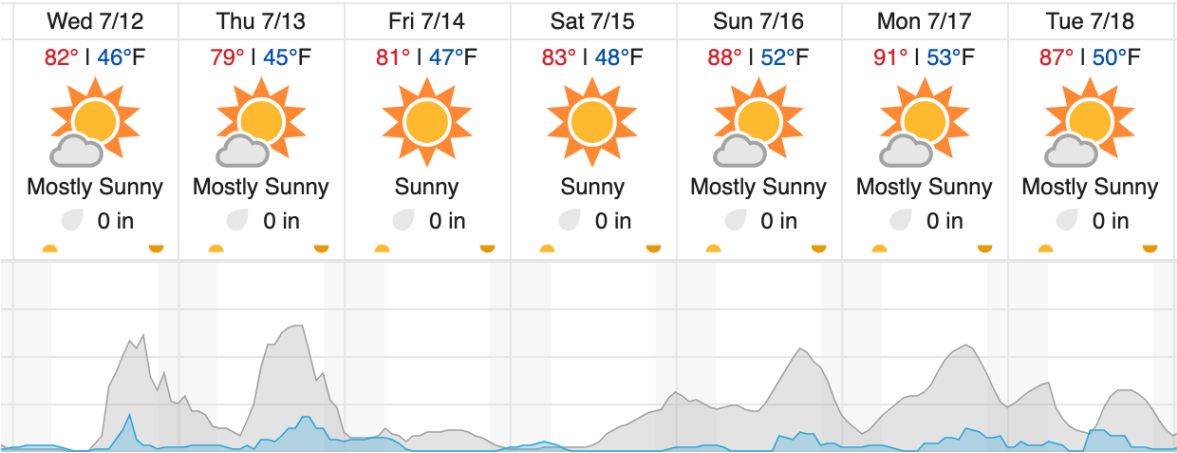 Wed 7/12 Thu 7/13 Fri 7/14 Sat 7/15 Sun 7/16 Mon 7/17 Tue 7/18
82° | 46°F 79° | 45°F 81° | 47°F 83° | 48°F 88° | 52°F 91° | 53°F 87° | 50°F
Mostly Sunny Mostly Sunny Sunny Sunny Mostly Sunny Mostly Sunny Mostly Sunny
0 in 0 in 0 in 0 in 0 in 0 in 0 in